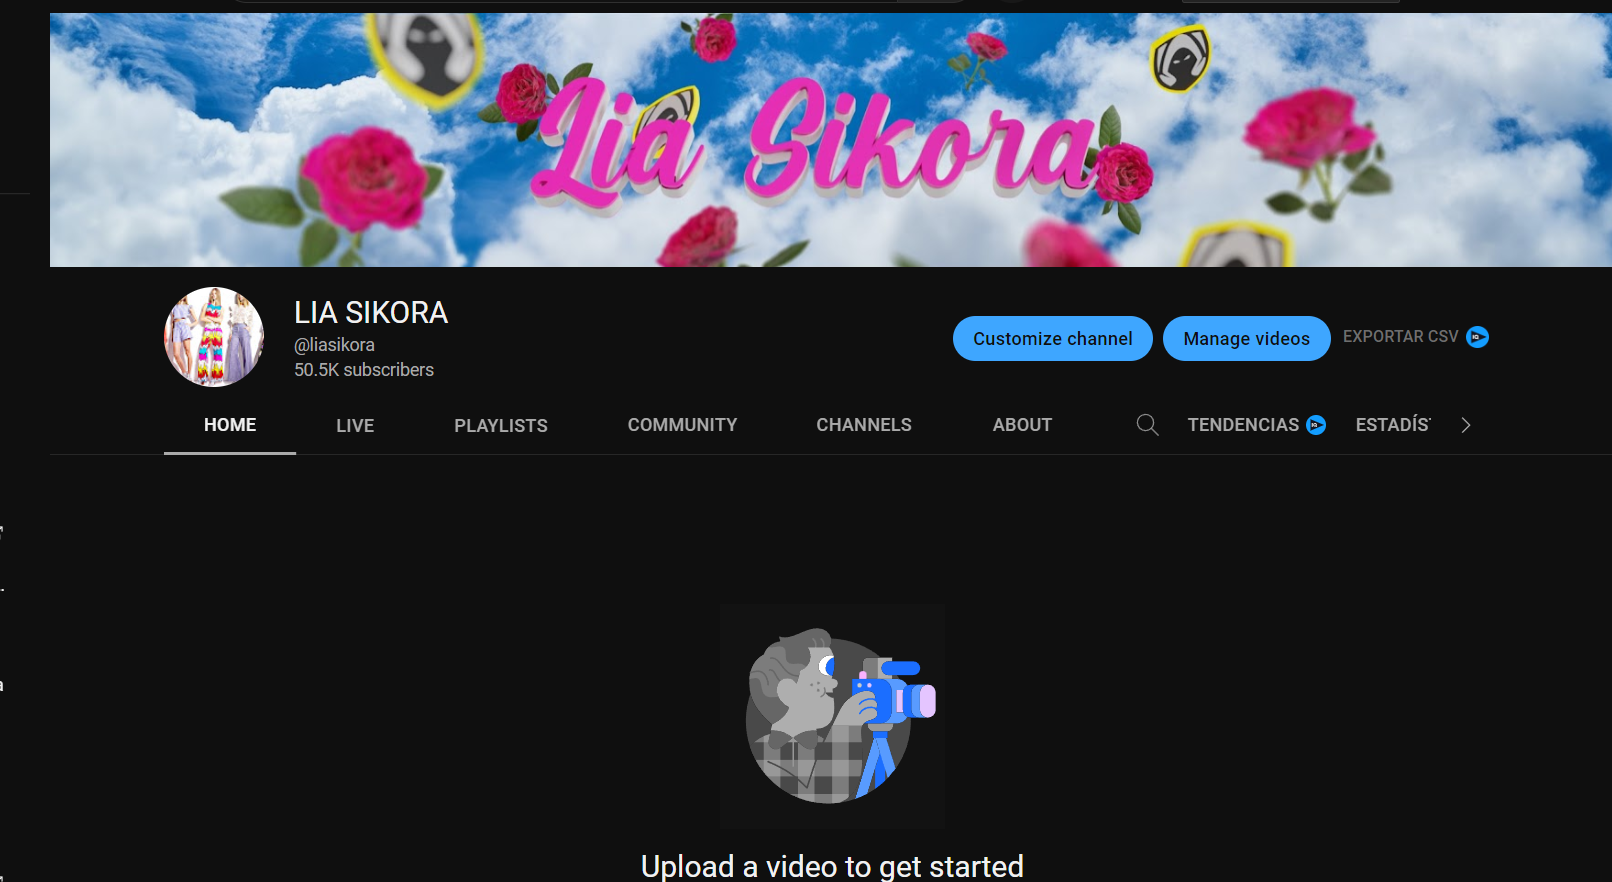 Lia Sikora
LIA SIKORA
@liasikora
50.5K subscribers
Customize channel
Manage videos
EXPORTAR CSV
HOME
LIVE
PLAYLISTS
COMMUNITY
CHANNELS
ABOUT
TENDENCIAS
ESTADÍS
Upload a video to get started